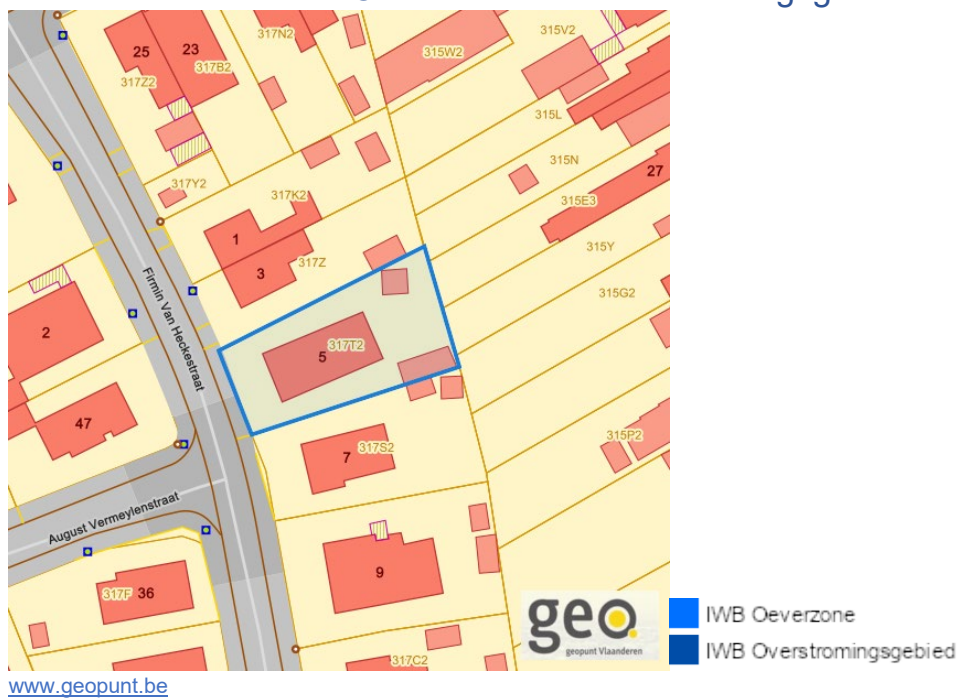 25
23
317N2
315V2
315W2
317Z2
317B2
315L
315N
27
317Y2
317K2
315E3
1
3
317Z
315Y
315G2
Firmin Van Heckestraat
2
5
317T2
47
7
317S2
315P2
August Vermeylenstraat
9
317F
36
317C2
geo
geopunt Vlaanderen
IWB Oeverzone
IWB Overstromingsgebied
www.geopunt.be